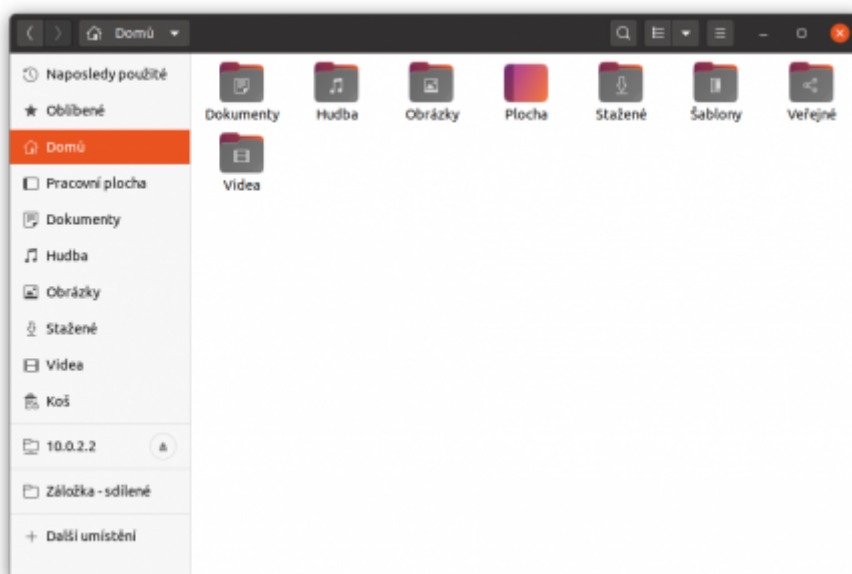 Domů
Naposledy použité
Oblíbené
Domů
Pracovní plocha
Dokumenty
Hudba
Obrázky
Stažené
Videa
Koš
10.0.2.2
Záložka - sdílené
Další umístění
Dokumenty Hudba Obrázky Plocha Stažené Šablony Veřejné
Videa